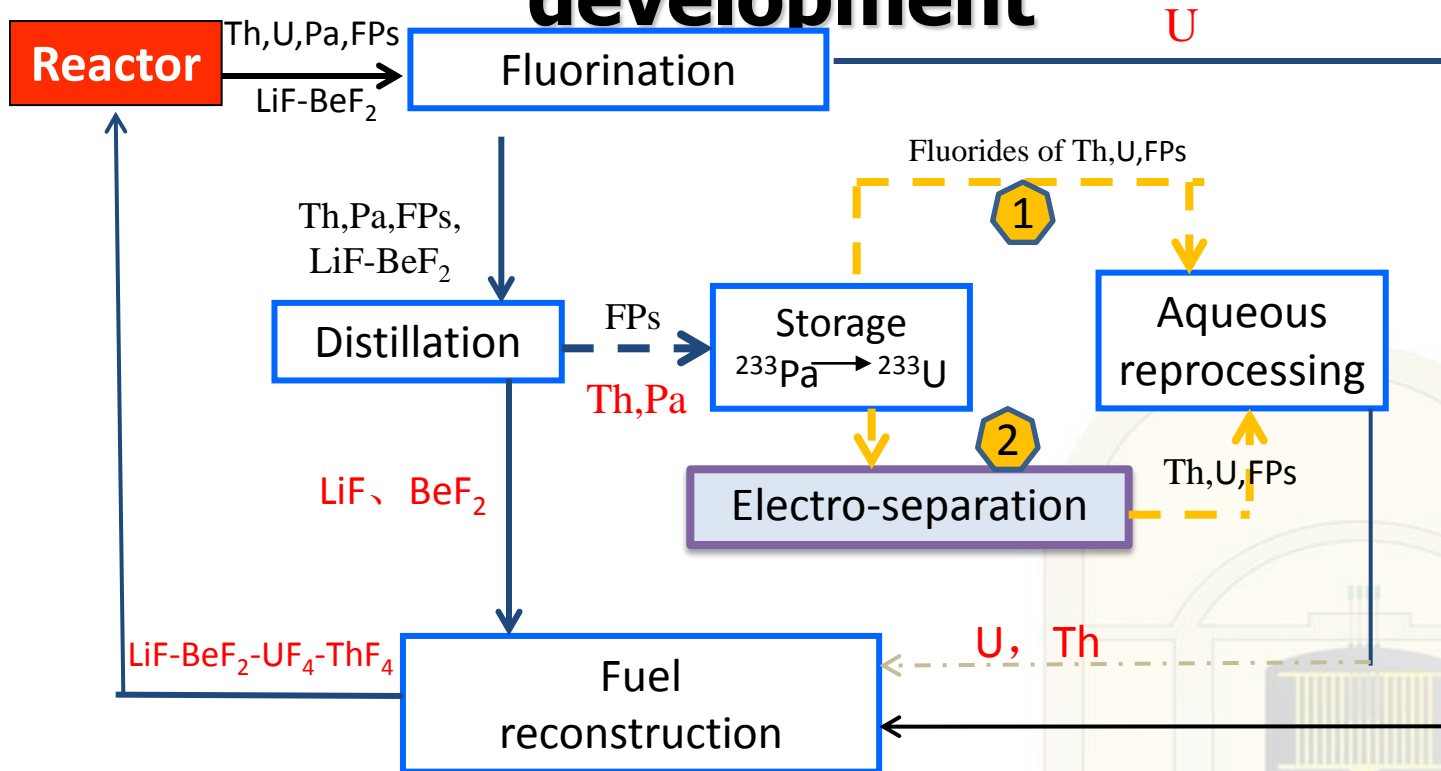 development
U
Th,U,Pa,FPs
Reactor
Fluorination
LiF-BeF₂
Fluorides of Th,U,FPs
1
Th,Pa,FPs,
LiF-BeF₂
Aqueous
reprocessing
FPs
Storage
²³³Pa → ²³³U
Distillation
Th,Pa
2
Th,U,FPs
LiF、BeF₂
Electro-separation
U，Th
LiF-BeF₂-UF₄-ThF₄
Fuel
reconstruction